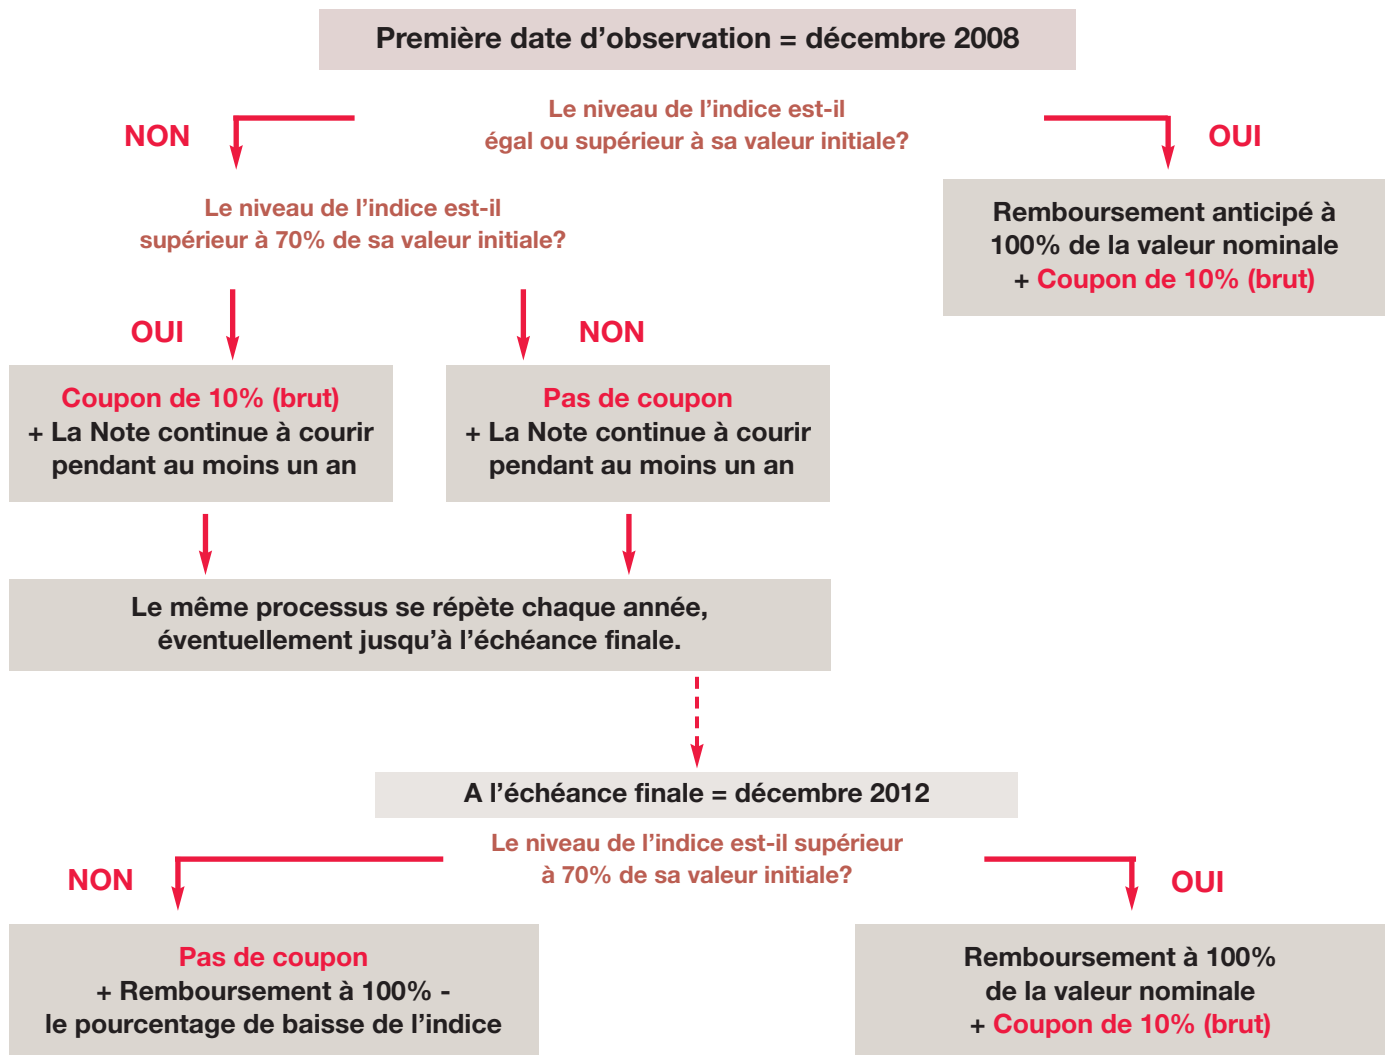 Première date d’observation = décembre 2008
Le niveau de l’indice est-il
égal ou supérieur à sa valeur initiale?
NON
OUI
Le niveau de l’indice est-il
supérieur à 70% de sa valeur initiale?
Remboursement anticipé à
100% de la valeur nominale
+ Coupon de 10% (brut)
OUI
NON
Coupon de 10% (brut)
+ La Note continue à courir
pendant au moins un an
Pas de coupon
+ La Note continue à courir
pendant au moins un an
Le même processus se répète chaque année,
éventuellement jusqu’à l’échéance finale.
A l’échéance finale = décembre 2012
Le niveau de l’indice est-il supérieur
à 70% de sa valeur initiale?
NON
OUI
Pas de coupon
+ Remboursement à 100% -
le pourcentage de baisse de l’indice
Remboursement à 100%
de la valeur nominale
+ Coupon de 10% (brut)